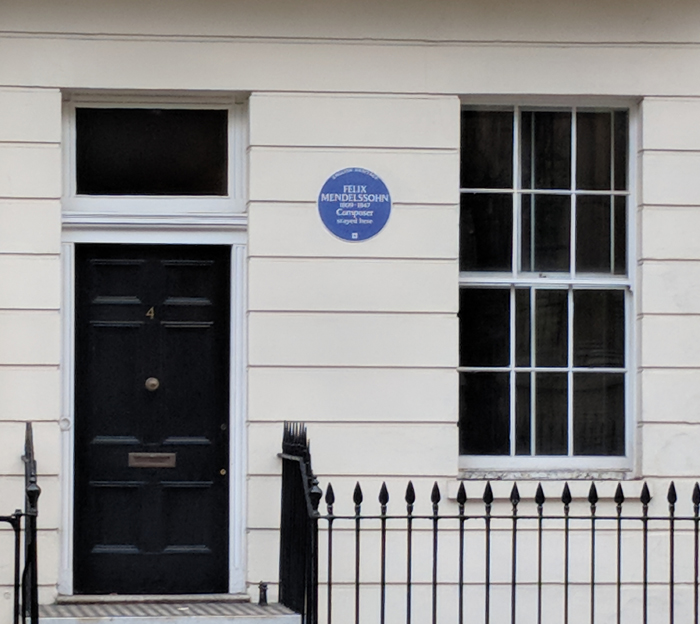 FELIX
MENDELSSOHN
1809-1847
Composer
stayed here
4